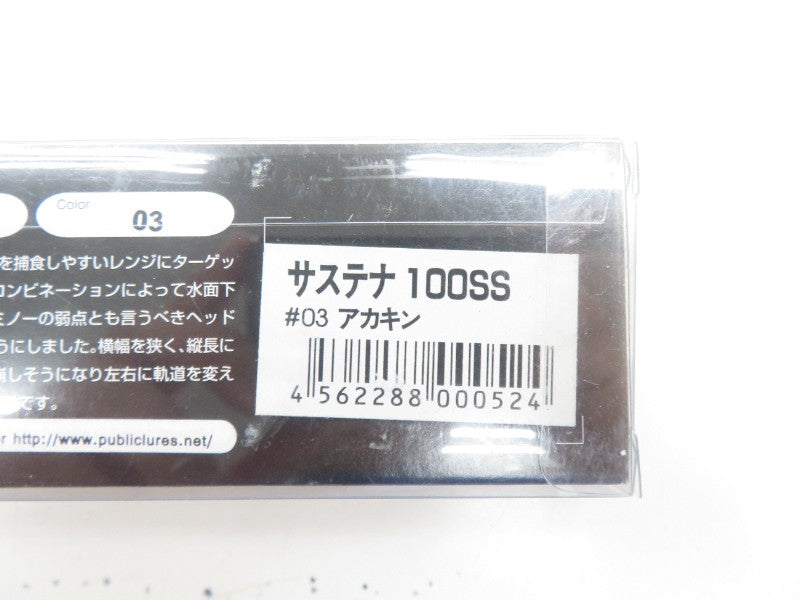 Color
03
を捕食しやすいレンジにターゲッ
コンビネーションによって水面下
ミノーの弱点とも言うべきヘッド
うにしました。横幅を狭く、縦長に
崩しそうになり左右に軌道を変え
です。
http://www.publiclures.net/
サステナ 100SS
#03 アカキン
4 562288 000524